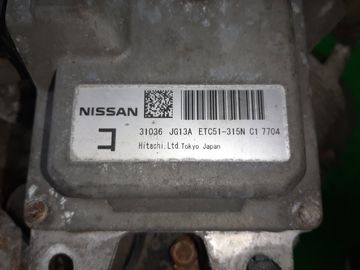 NISSAN
コ
31036 JG13A ETC51-315N C1 7704
Hitachi.Ltd.Tokyo Japan